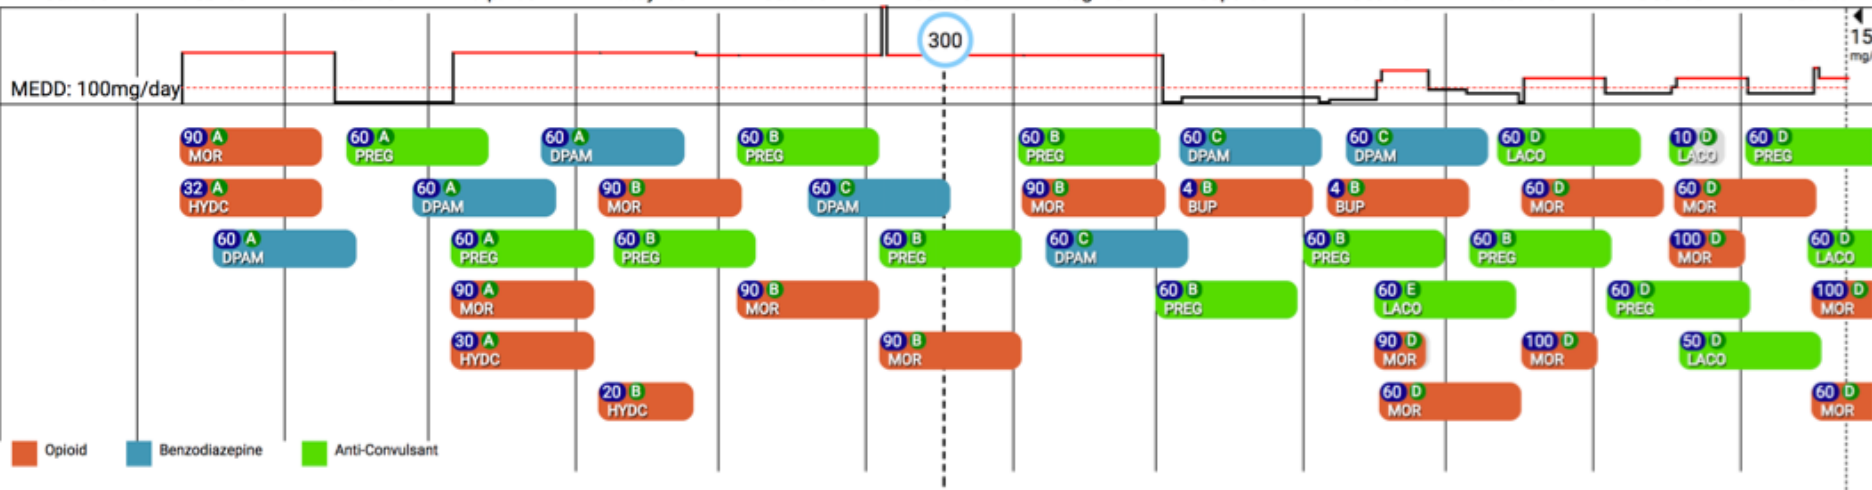 300
15
mg/
MEDD: 100mg/day
90 A MOR
60 A PREG
60 A DPAM
60 B PREG
60 B PREG
60 C DPAM
60 C DPAM
60 D LACO
10 D LACO
60 D PREG
32 A HYDC
60 A DPAM
90 B MOR
60 C DPAM
90 B MOR
4 B BUP
4 B BUP
60 D MOR
60 D MOR
60 A DPAM
60 A PREG
60 B PREG
60 B PREG
60 C DPAM
60 B PREG
60 B PREG
100 D MOR
60 D LACO
90 A MOR
90 B MOR
60 B PREG
60 E LACO
60 D PREG
100 D MOR
30 A HYDC
90 B MOR
90 D MOR
100 D MOR
50 D LACO
20 B HYDC
60 D MOR
60 D MOR
Opioid
Benzodiazepine
Anti-Convulsant